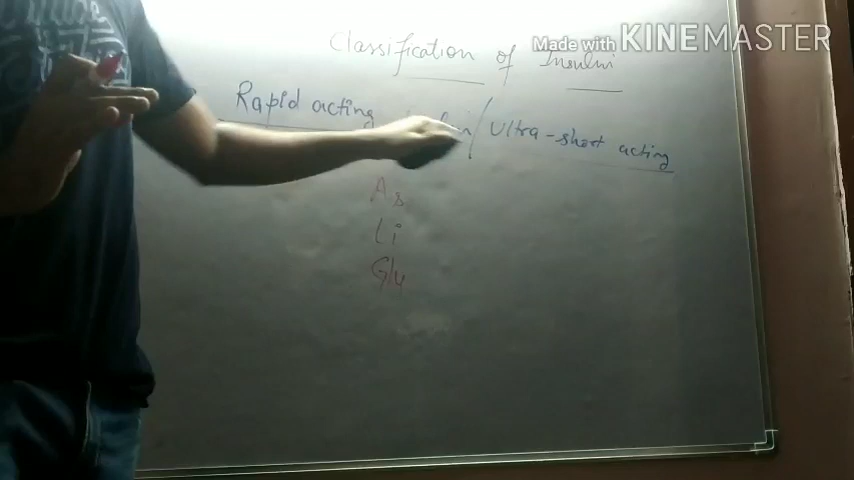 Classification of Insulin
Made with KINEMASTER
Rapid acting / Ultra-short acting
As
Li
Glu